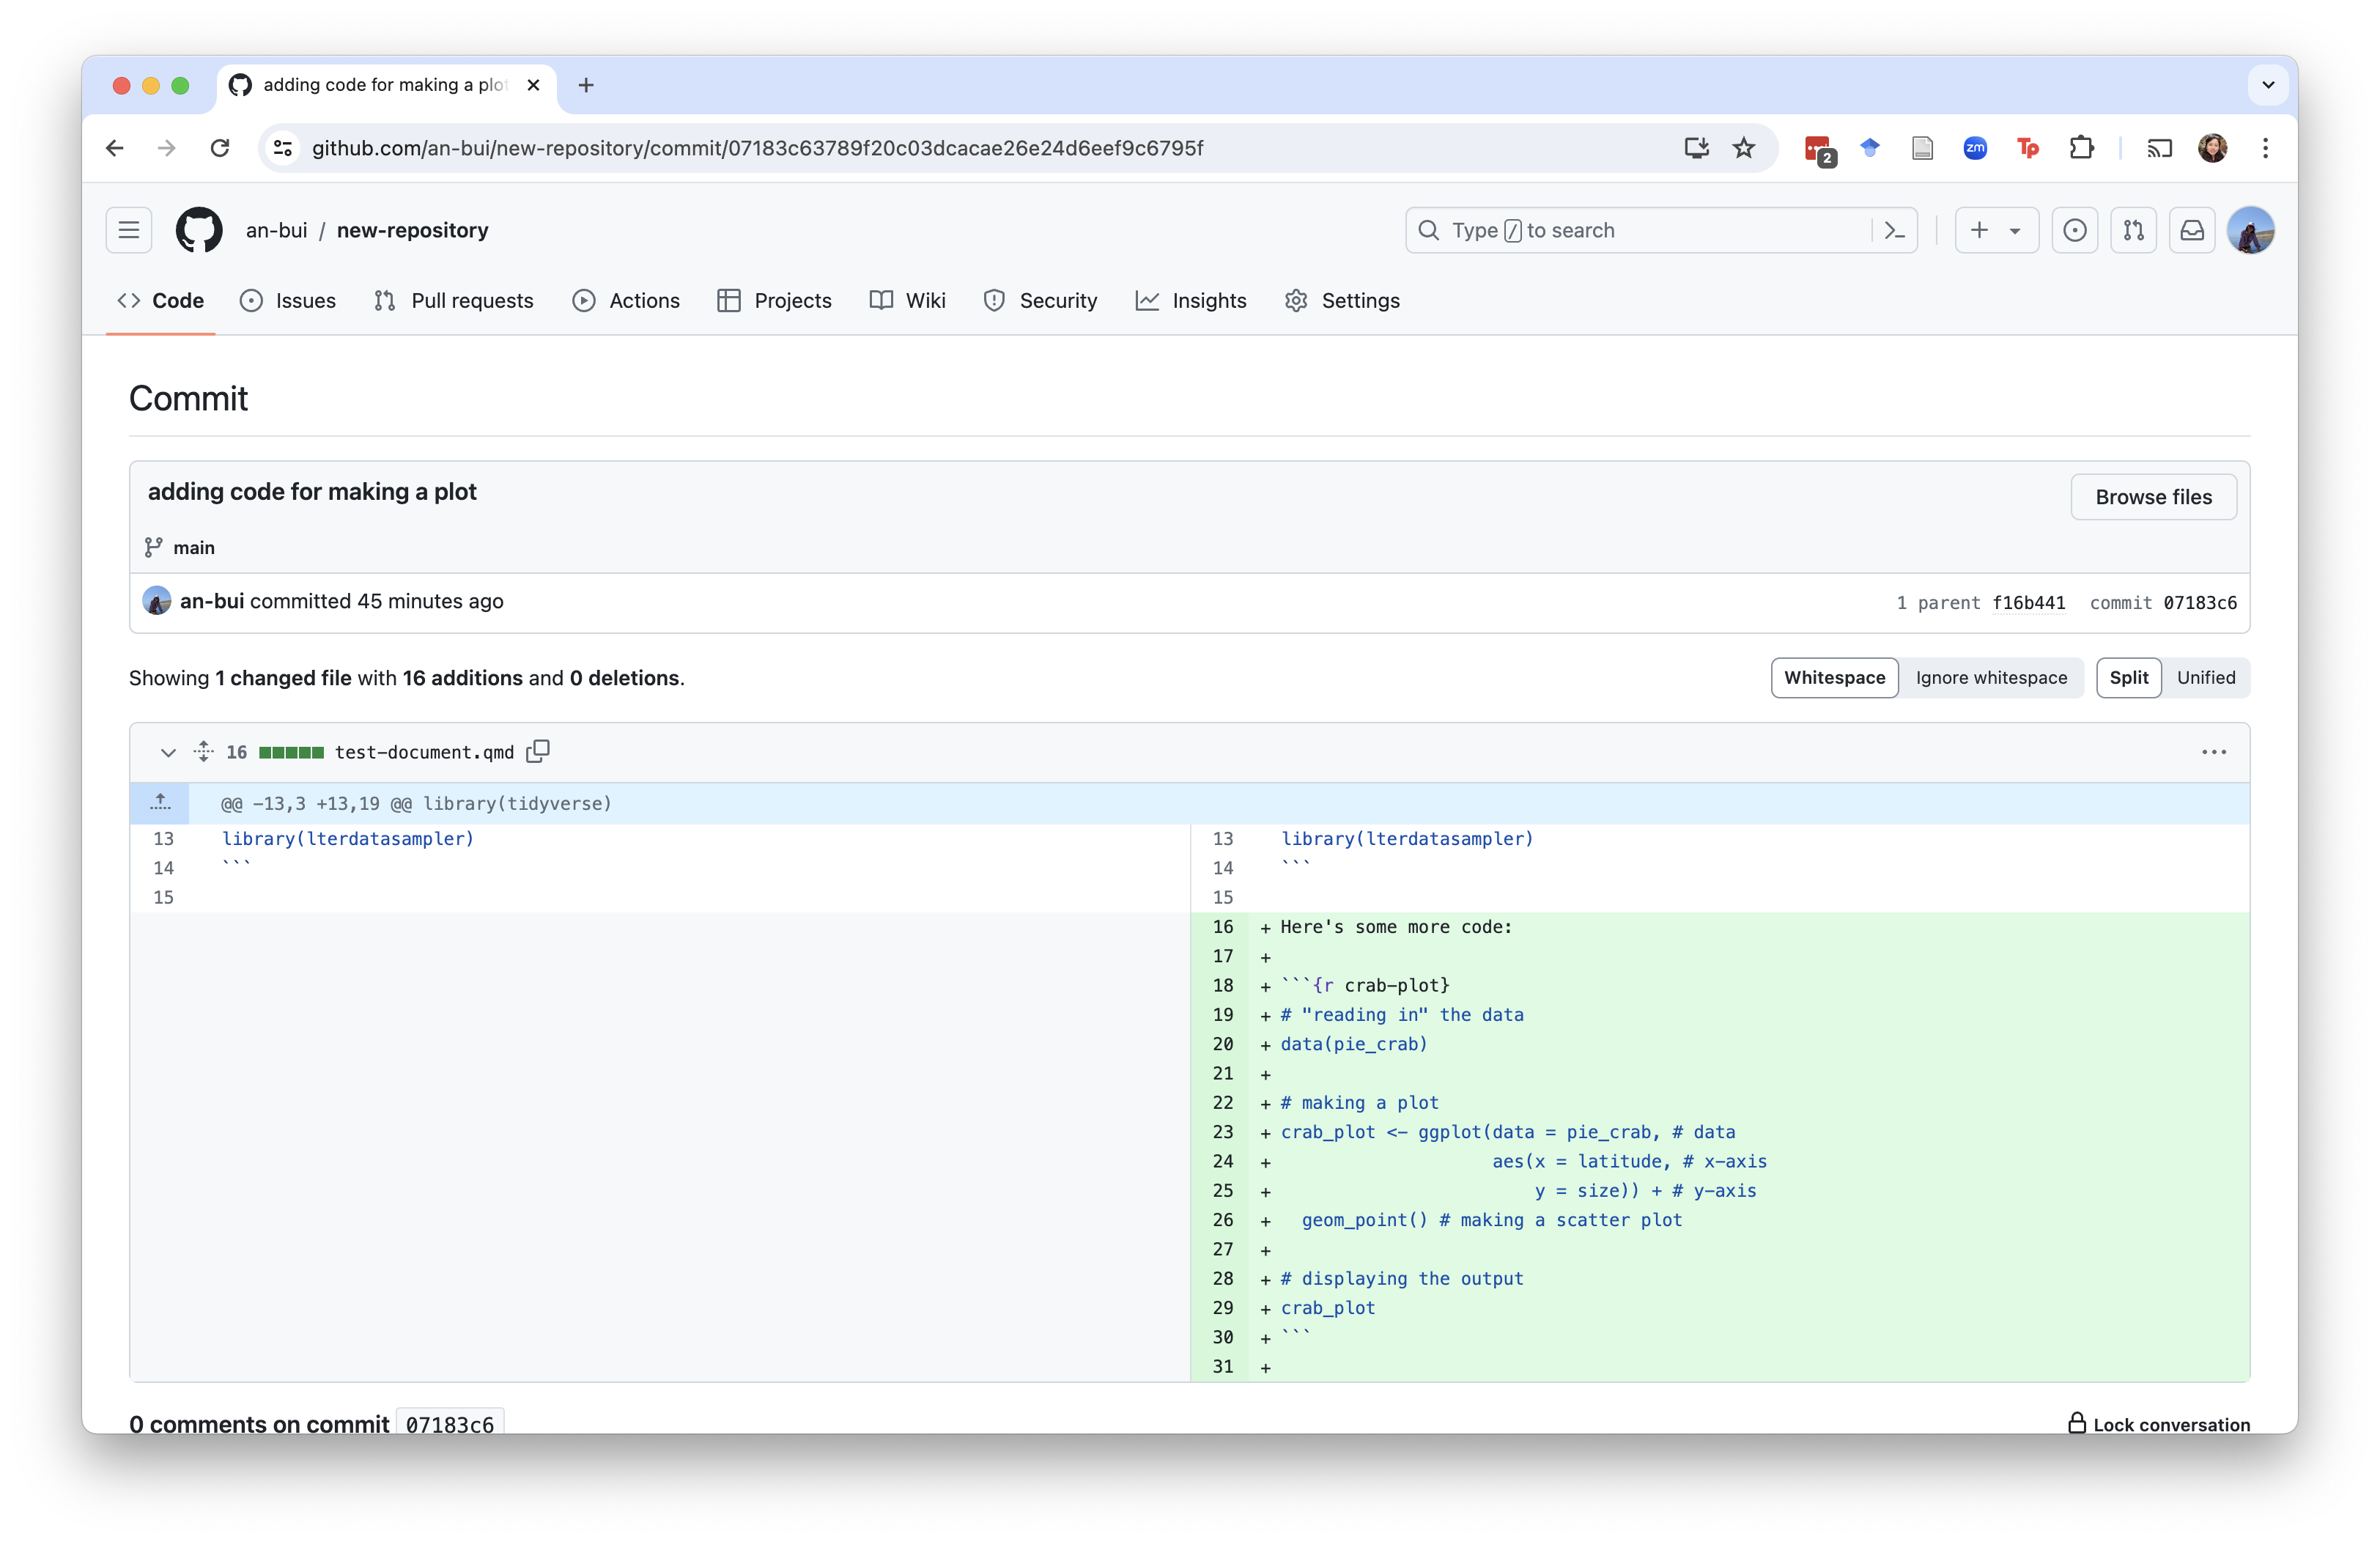 adding code for making a plot
github.com/an-bui/new-repository/commit/07183c63789f20c03dcacae26e24d6eef9c6795f
2
zm
Tp
an-bui / new-repository
Type / to search
Code Issues Pull requests Actions Projects Wiki Security Insights Settings
Commit
adding code for making a plot
Browse files
main
an-bui committed 45 minutes ago
1 parent f16b441 commit 07183c6
Showing 1 changed file with 16 additions and 0 deletions.
Whitespace Ignore whitespace Split Unified
16 test-document.qmd
@@ -13,3 +13,19 @@ library(tidyverse)
13 library(lterdatasampler)
14 ```
15
13 library(lterdatasampler)
14 ```
15
16 + Here's some more code:
17 +
18 + ```{r crab-plot}
19 + # "reading in" the data
20 + data(pie_crab)
21 +
22 + # making a plot
23 + crab_plot <- ggplot(data = pie_crab, # data
24 + aes(x = latitude, # x-axis
25 + y = size)) + # y-axis
26 + geom_point() # making a scatter plot
27 +
28 + # displaying the output
29 + crab_plot
30 + ```
31 +
0 comments on commit 07183c6
Lock conversation